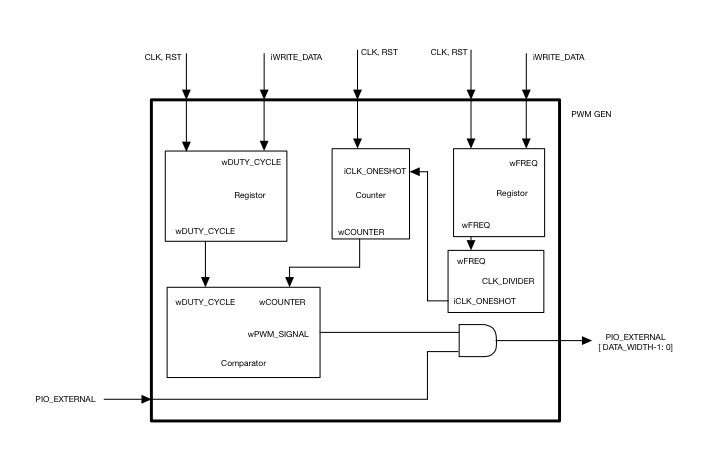 CLK, RST
iWRITE_DATA
CLK, RST
CLK, RST
iWRITE_DATA
PWM GEN
wDUTY_CYCLE
Registor
wDUTY_CYCLE
iCLK_ONESHOT
Counter
wCOUNTER
wFREQ
Registor
wFREQ
wFREQ
CLK_DIVIDER
iCLK_ONESHOT
wDUTY_CYCLE
wCOUNTER
wPWM_SIGNAL
Comparator
PIO_EXTERNAL
[ DATA_WIDTH-1: 0]
PIO_EXTERNAL